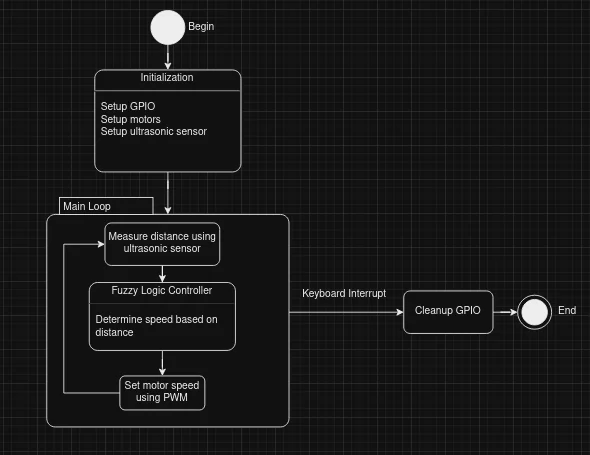 Begin
Initialization
Setup GPIO
Setup motors
Setup ultrasonic sensor
Main Loop
Measure distance using
ultrasonic sensor
Fuzzy Logic Controller
Determine speed based on
distance
Set motor speed
using PWM
Keyboard Interrupt
Cleanup GPIO
End